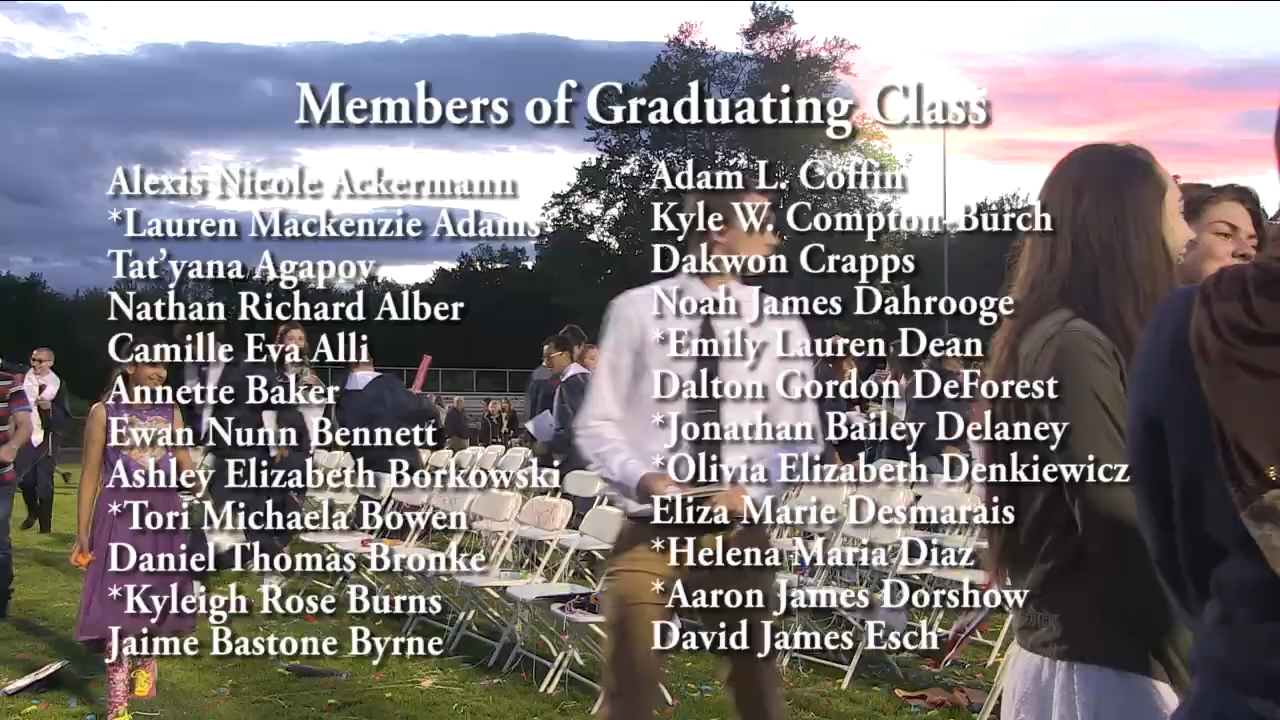 Members of Graduating Class
Alexis Nicole Ackermann
*Lauren Mackenzie Adams
Tat'yana Agapov
Nathan Richard Alber
Camille Eva Alli
Annette Baker
Ewan Nunn Bennett
Ashley Elizabeth Borkowski
*Tori Michaela Bowen
Daniel Thomas Bronke
*Kyleigh Rose Burns
Jaime Bastone Byrne
Adam L. Coffin
Kyle W. Compton-Burch
Dakwon Crapps
Noah James Dahrooge
*Emily Lauren Dean
Dalton Gordon DeForest
*Jonathan Bailey Delaney
*Olivia Elizabeth Denkiewicz
Eliza Marie Desmarais
*Helena Maria Diaz
*Aaron James Dorshow
David James Esch